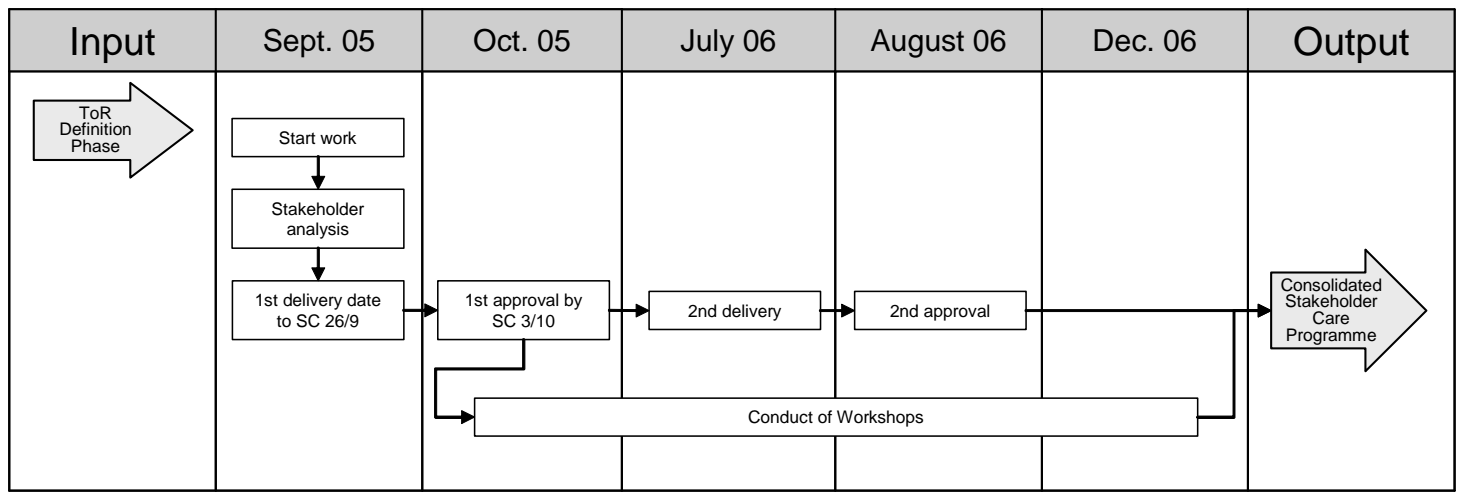 Input
Sept. 05
Oct. 05
July 06
August 06
Dec. 06
Output
ToR
Definition
Phase
Start work
Stakeholder
analysis
1st delivery date
to SC 26/9
1st approval by
SC 3/10
2nd delivery
2nd approval
Consolidated
Stakeholder
Care
Programme
Conduct of Workshops